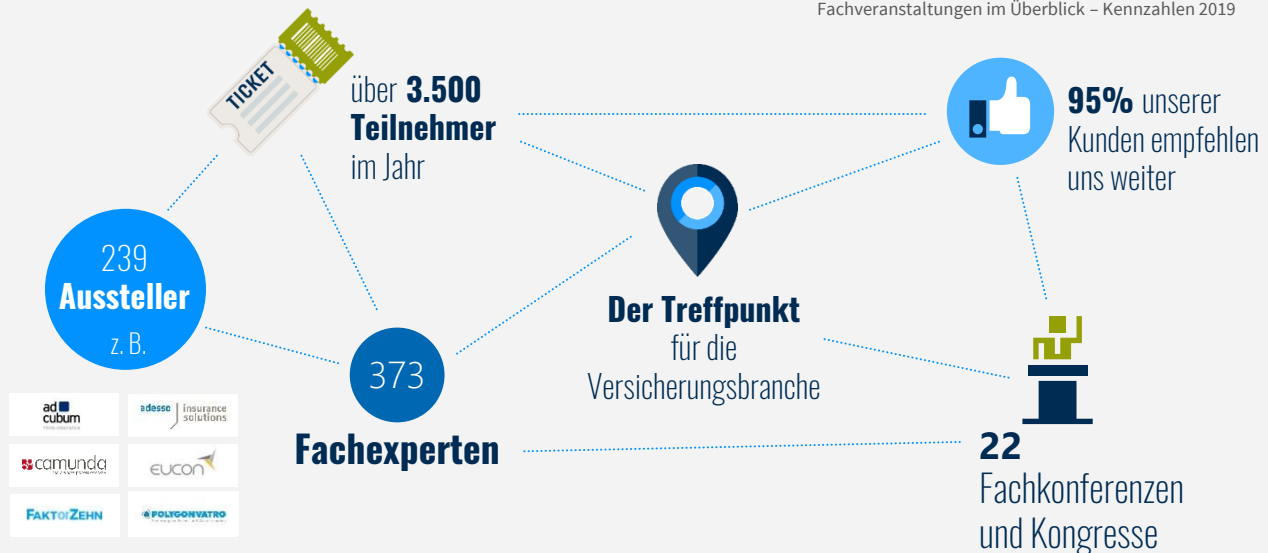 Fachveranstaltungen im Überblick – Kennzahlen 2019
TICKET
über 3.500
Teilnehmer
im Jahr
95% unserer
Kunden empfehlen
uns weiter
239
Aussteller
z. B.
Der Treffpunkt
für die
Versicherungsbranche
373
Fachexperten
22
Fachkonferenzen
und Kongresse
ad
cubum
adesso insurance
solutions
camunda
EUCON
FAKTOR ZEHN
POLYGONVATRO